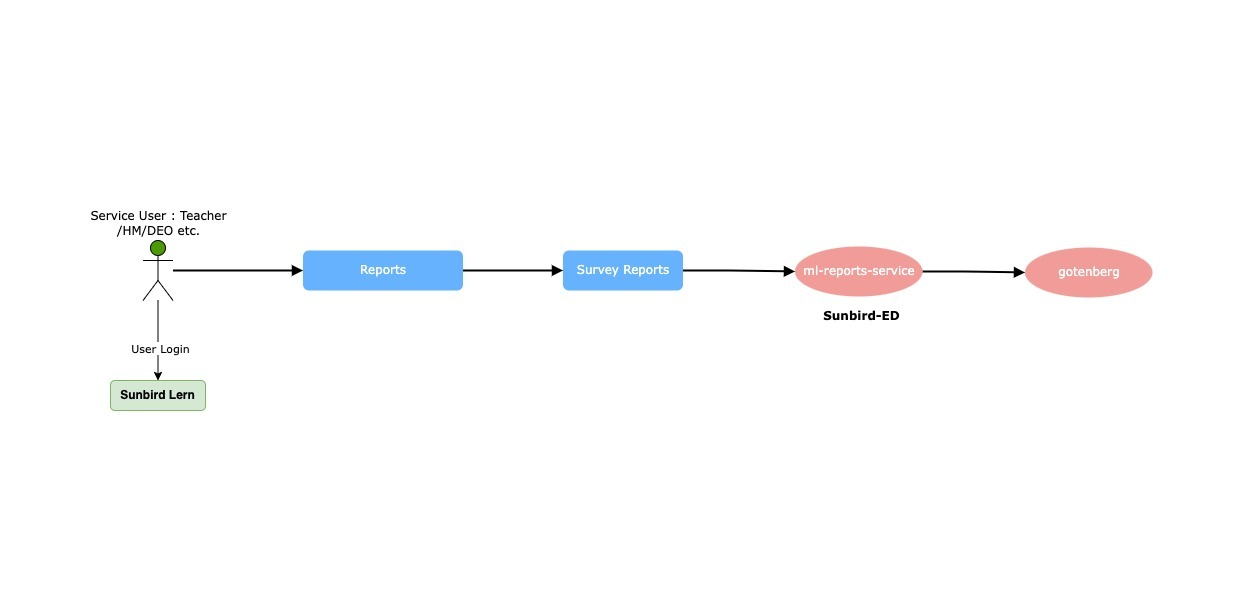 Service User : Teacher
/HM/DEO etc.
Reports
Survey Reports
ml-reports-service
gotenberg
Sunbird-ED
User Login
Sunbird Lern